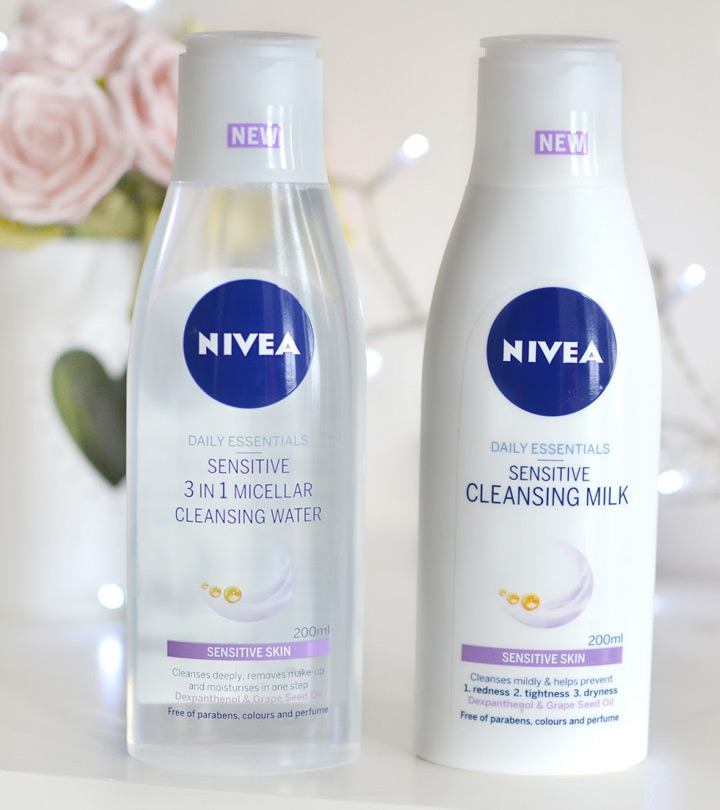 NEW
NIVEA
DAILY ESSENTIALS
SENSITIVE
3 IN 1 MICELLAR
CLEANSING WATER
200ml
SENSITIVE SKIN
Cleanses deeply, removes make-up
and moisturises in one step
Dexpanthenol & Grape Seed Oil
Free of parabens, colours and perfume
NEW
NIVEA
DAILY ESSENTIALS
SENSITIVE
CLEANSING MILK
200ml
SENSITIVE SKIN
Cleanses mildly & helps prevent
1. redness 2. tightness 3. dryness
Dexpanthenol & Grape Seed Oil
Free of parabens, colours and perfume